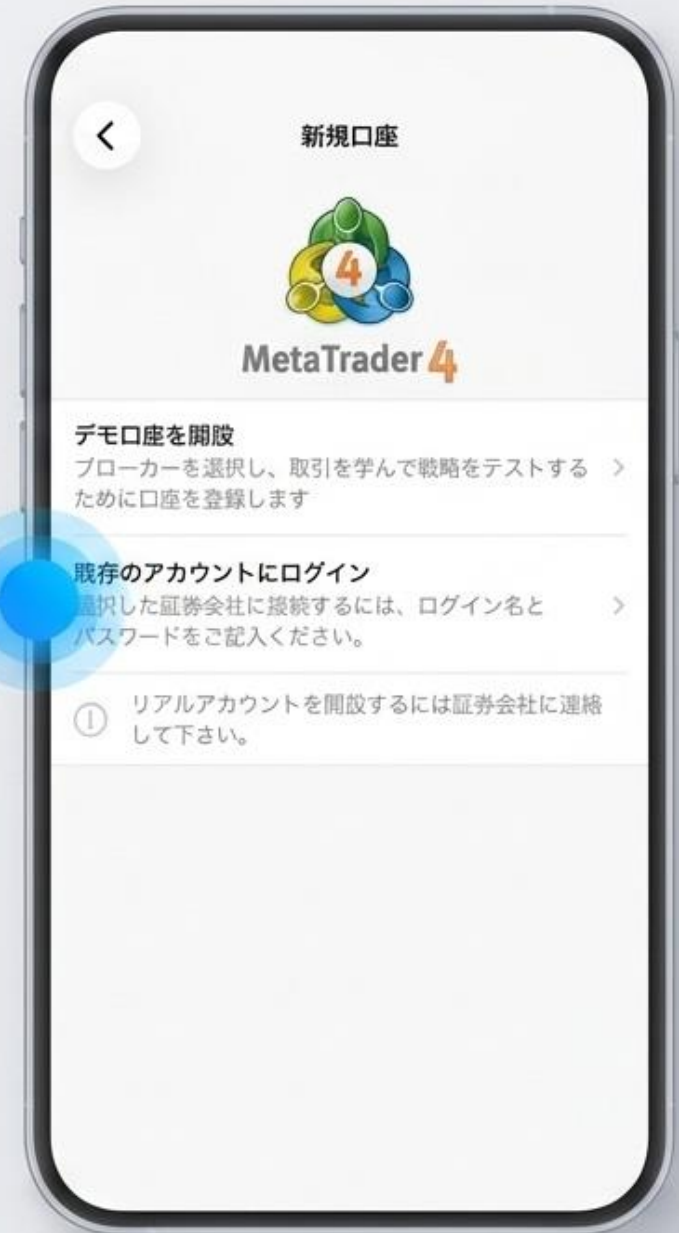 新規口座
4
MetaTrader 4
デモ口座を開設
ブローカーを選択し、取引を学んで戦略をテストする
ために口座を登録します
既存のアカウントにログイン
選択した証券会社に接続するには、ログイン名と
パスワードをご記入ください。
リアルアカウントを開設するには証券会社に連絡
して下さい。